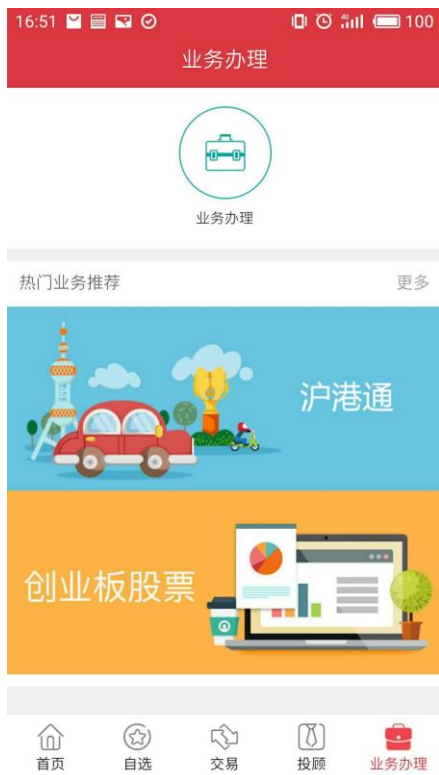 16:51 4G 100
业务办理
业务办理
热门业务推荐 更多
沪港通
创业板股票
首页 自选 交易 投顾 业务办理